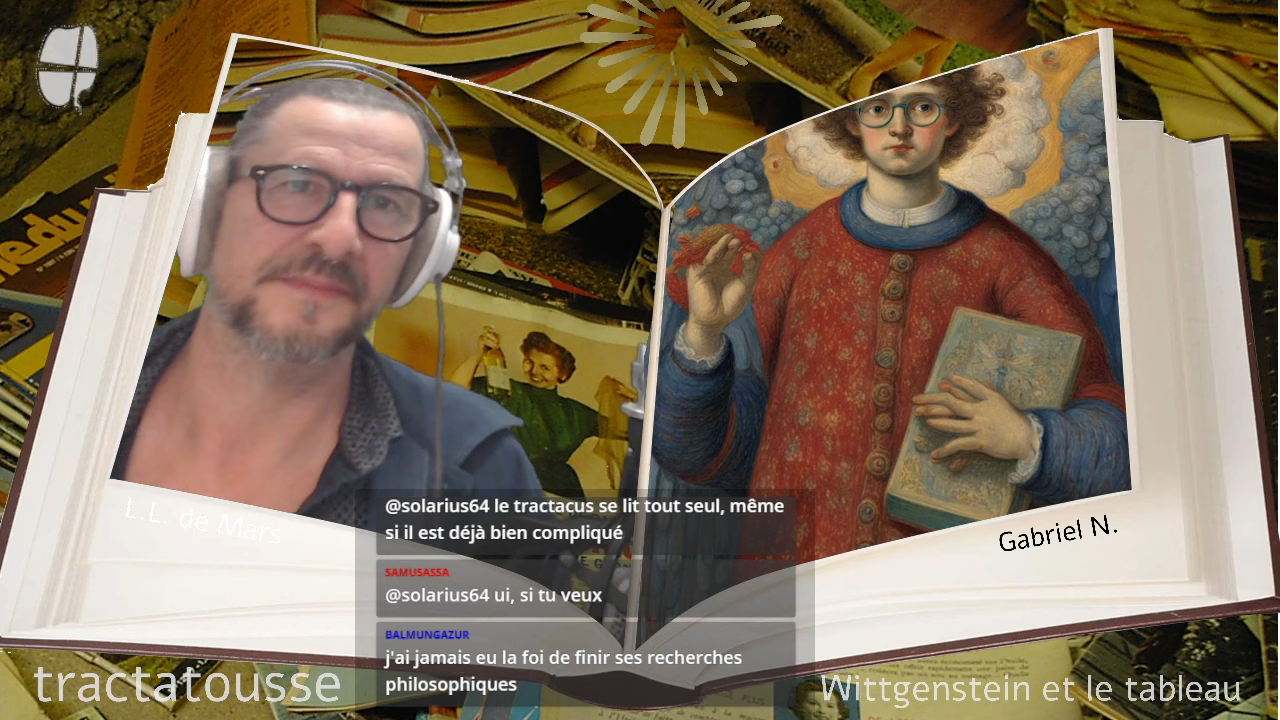 L.L. de Mars
Gabriel N.
@solarius64 le tractacus se lit tout seul, même
si il est déjà bien compliqué
SAMUSASSA
@solarius64 ui, si tu veux
BALMUNGAZUR
j'ai jamais eu la foi de finir ses recherches
philosophiques
tractatousse
Wittgenstein et le tableau